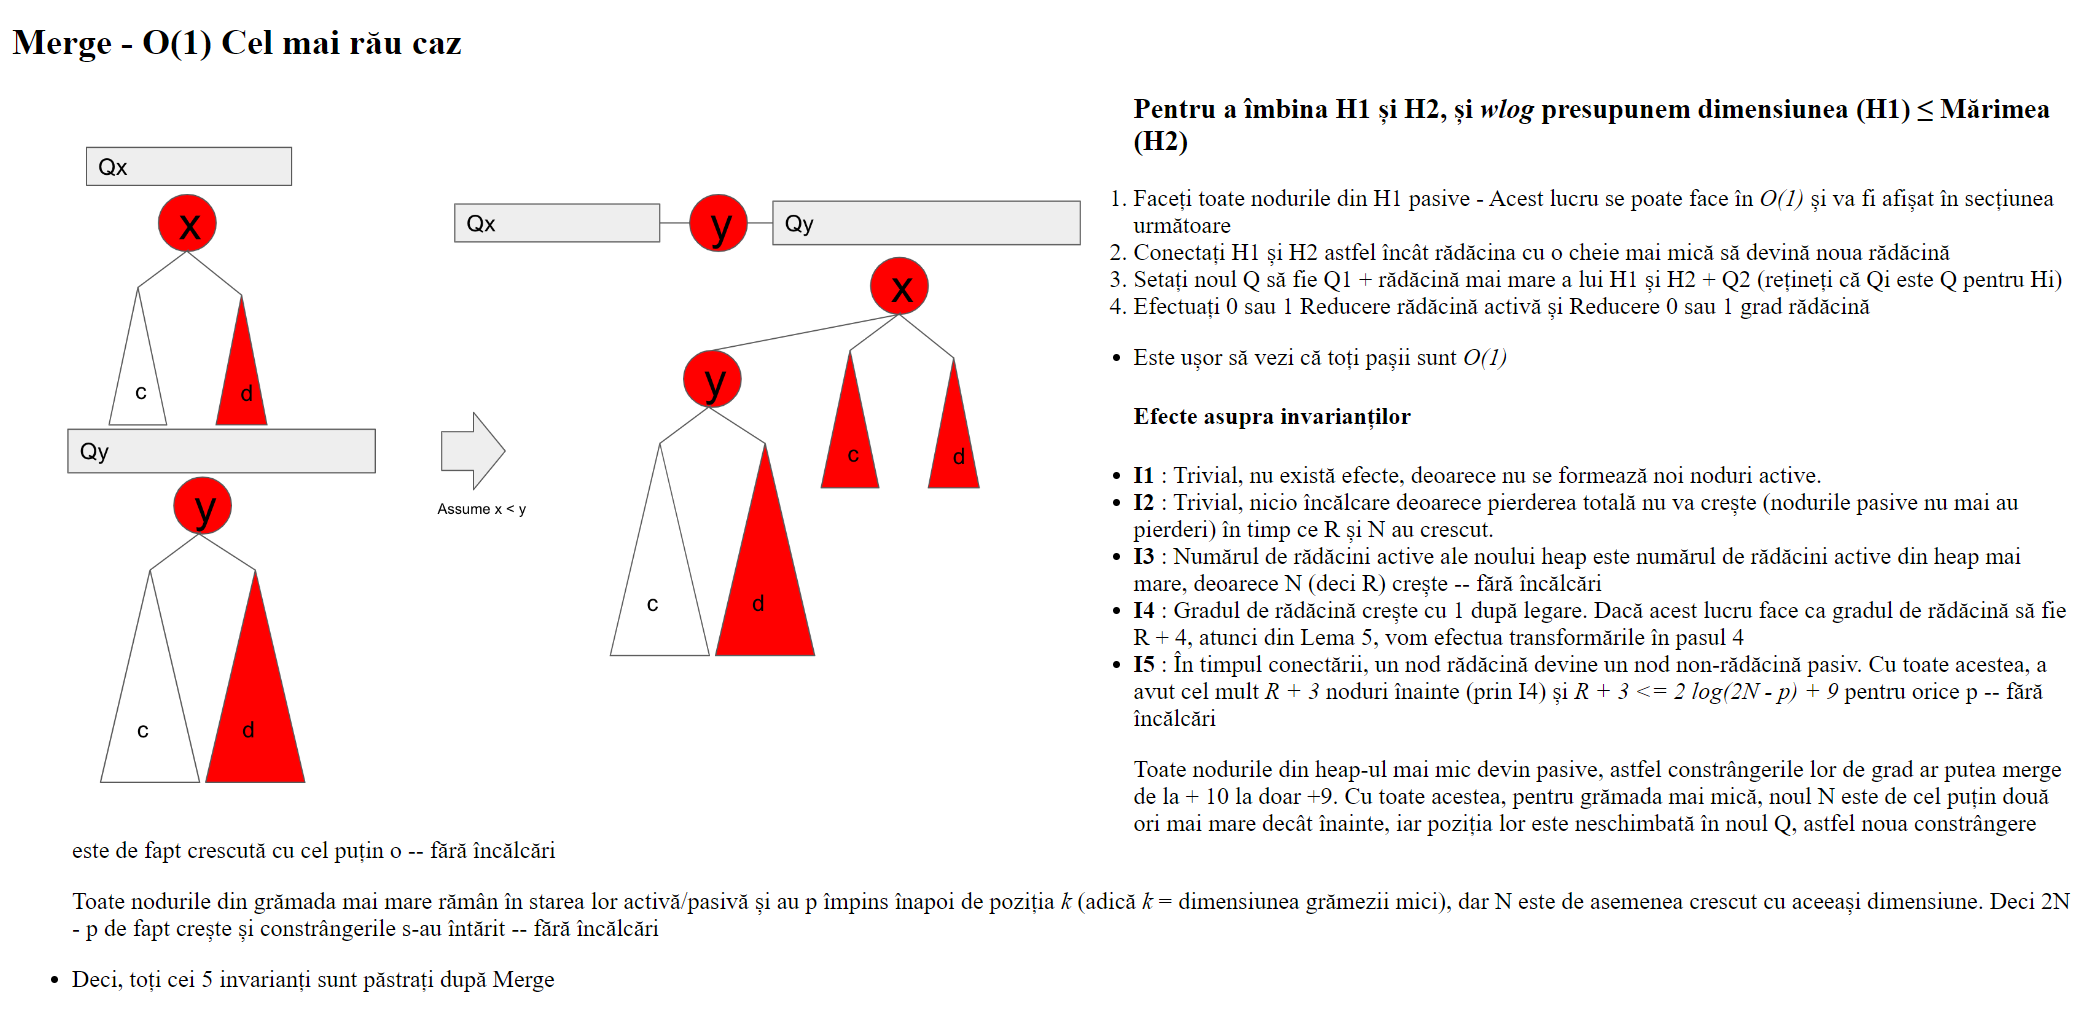 Merge - O(1) Cel mai rău caz
Qx
x
c
d
Qy
y
c
d
Assume x < y
Qx
y
Qy
x
y
c
d
c
d
Pentru a îmbina H1 și H2, și wlog presupunem dimensiunea (H1) ≤ Mărimea
(H2)
1. Faceți toate nodurile din H1 pasive - Acest lucru se poate face în O(1) și va fi afișat în secțiunea
următoare
2. Conectați H1 și H2 astfel încât rădăcina cu o cheie mai mică să devină noua rădăcină
3. Setați noul Q să fie Q1 + rădăcină mai mare a lui H1 și H2 + Q2 (rețineți că Qi este Q pentru Hi)
4. Efectuați 0 sau 1 Reducere rădăcină activă și Reducere 0 sau 1 grad rădăcină
• Este ușor să vezi că toți pașii sunt O(1)
Efecte asupra invarianților
• I1 : Trivial, nu există efecte, deoarece nu se formează noi noduri active.
• I2 : Trivial, nicio încălcare deoarece pierderea totală nu va crește (nodurile pasive nu mai au
pierderi) în timp ce R și N au crescut.
• I3 : Numărul de rădăcini active ale noului heap este numărul de rădăcini active din heap mai
mare, deoarece N (deci R) crește -- fără încălcări
• I4 : Gradul de rădăcină crește cu 1 după legare. Dacă acest lucru face ca gradul de rădăcină să fie
R + 4, atunci din Lema 5, vom efectua transformările în pasul 4
• I5 : În timpul conectării, un nod rădăcină devine un nod non-rădăcină pasiv. Cu toate acestea, a
avut cel mult R + 3 noduri înainte (prin I4) și R + 3 <= 2 log(2N - p) + 9 pentru orice p -- fără
încălcări
Toate nodurile din heap-ul mai mic devin pasive, astfel constrângerile lor de grad ar putea merge
de la + 10 la doar +9. Cu toate acestea, pentru grămada mai mică, noul N este de cel puțin două
ori mai mare decât înainte, iar poziția lor este neschimbată în noul Q, astfel noua constrângere
este de fapt crescută cu cel puțin o -- fără încălcări
Toate nodurile din grămada mai mare rămân în starea lor activă/pasivă și au p împins înapoi de poziția k (adică k = dimensiunea grămezii mici), dar N este de asemenea crescut cu aceeași dimensiune. Deci 2N
- p de fapt crește și constrângerile s-au întărit -- fără încălcări
• Deci, toți cei 5 invarianți sunt păstrați după Merge